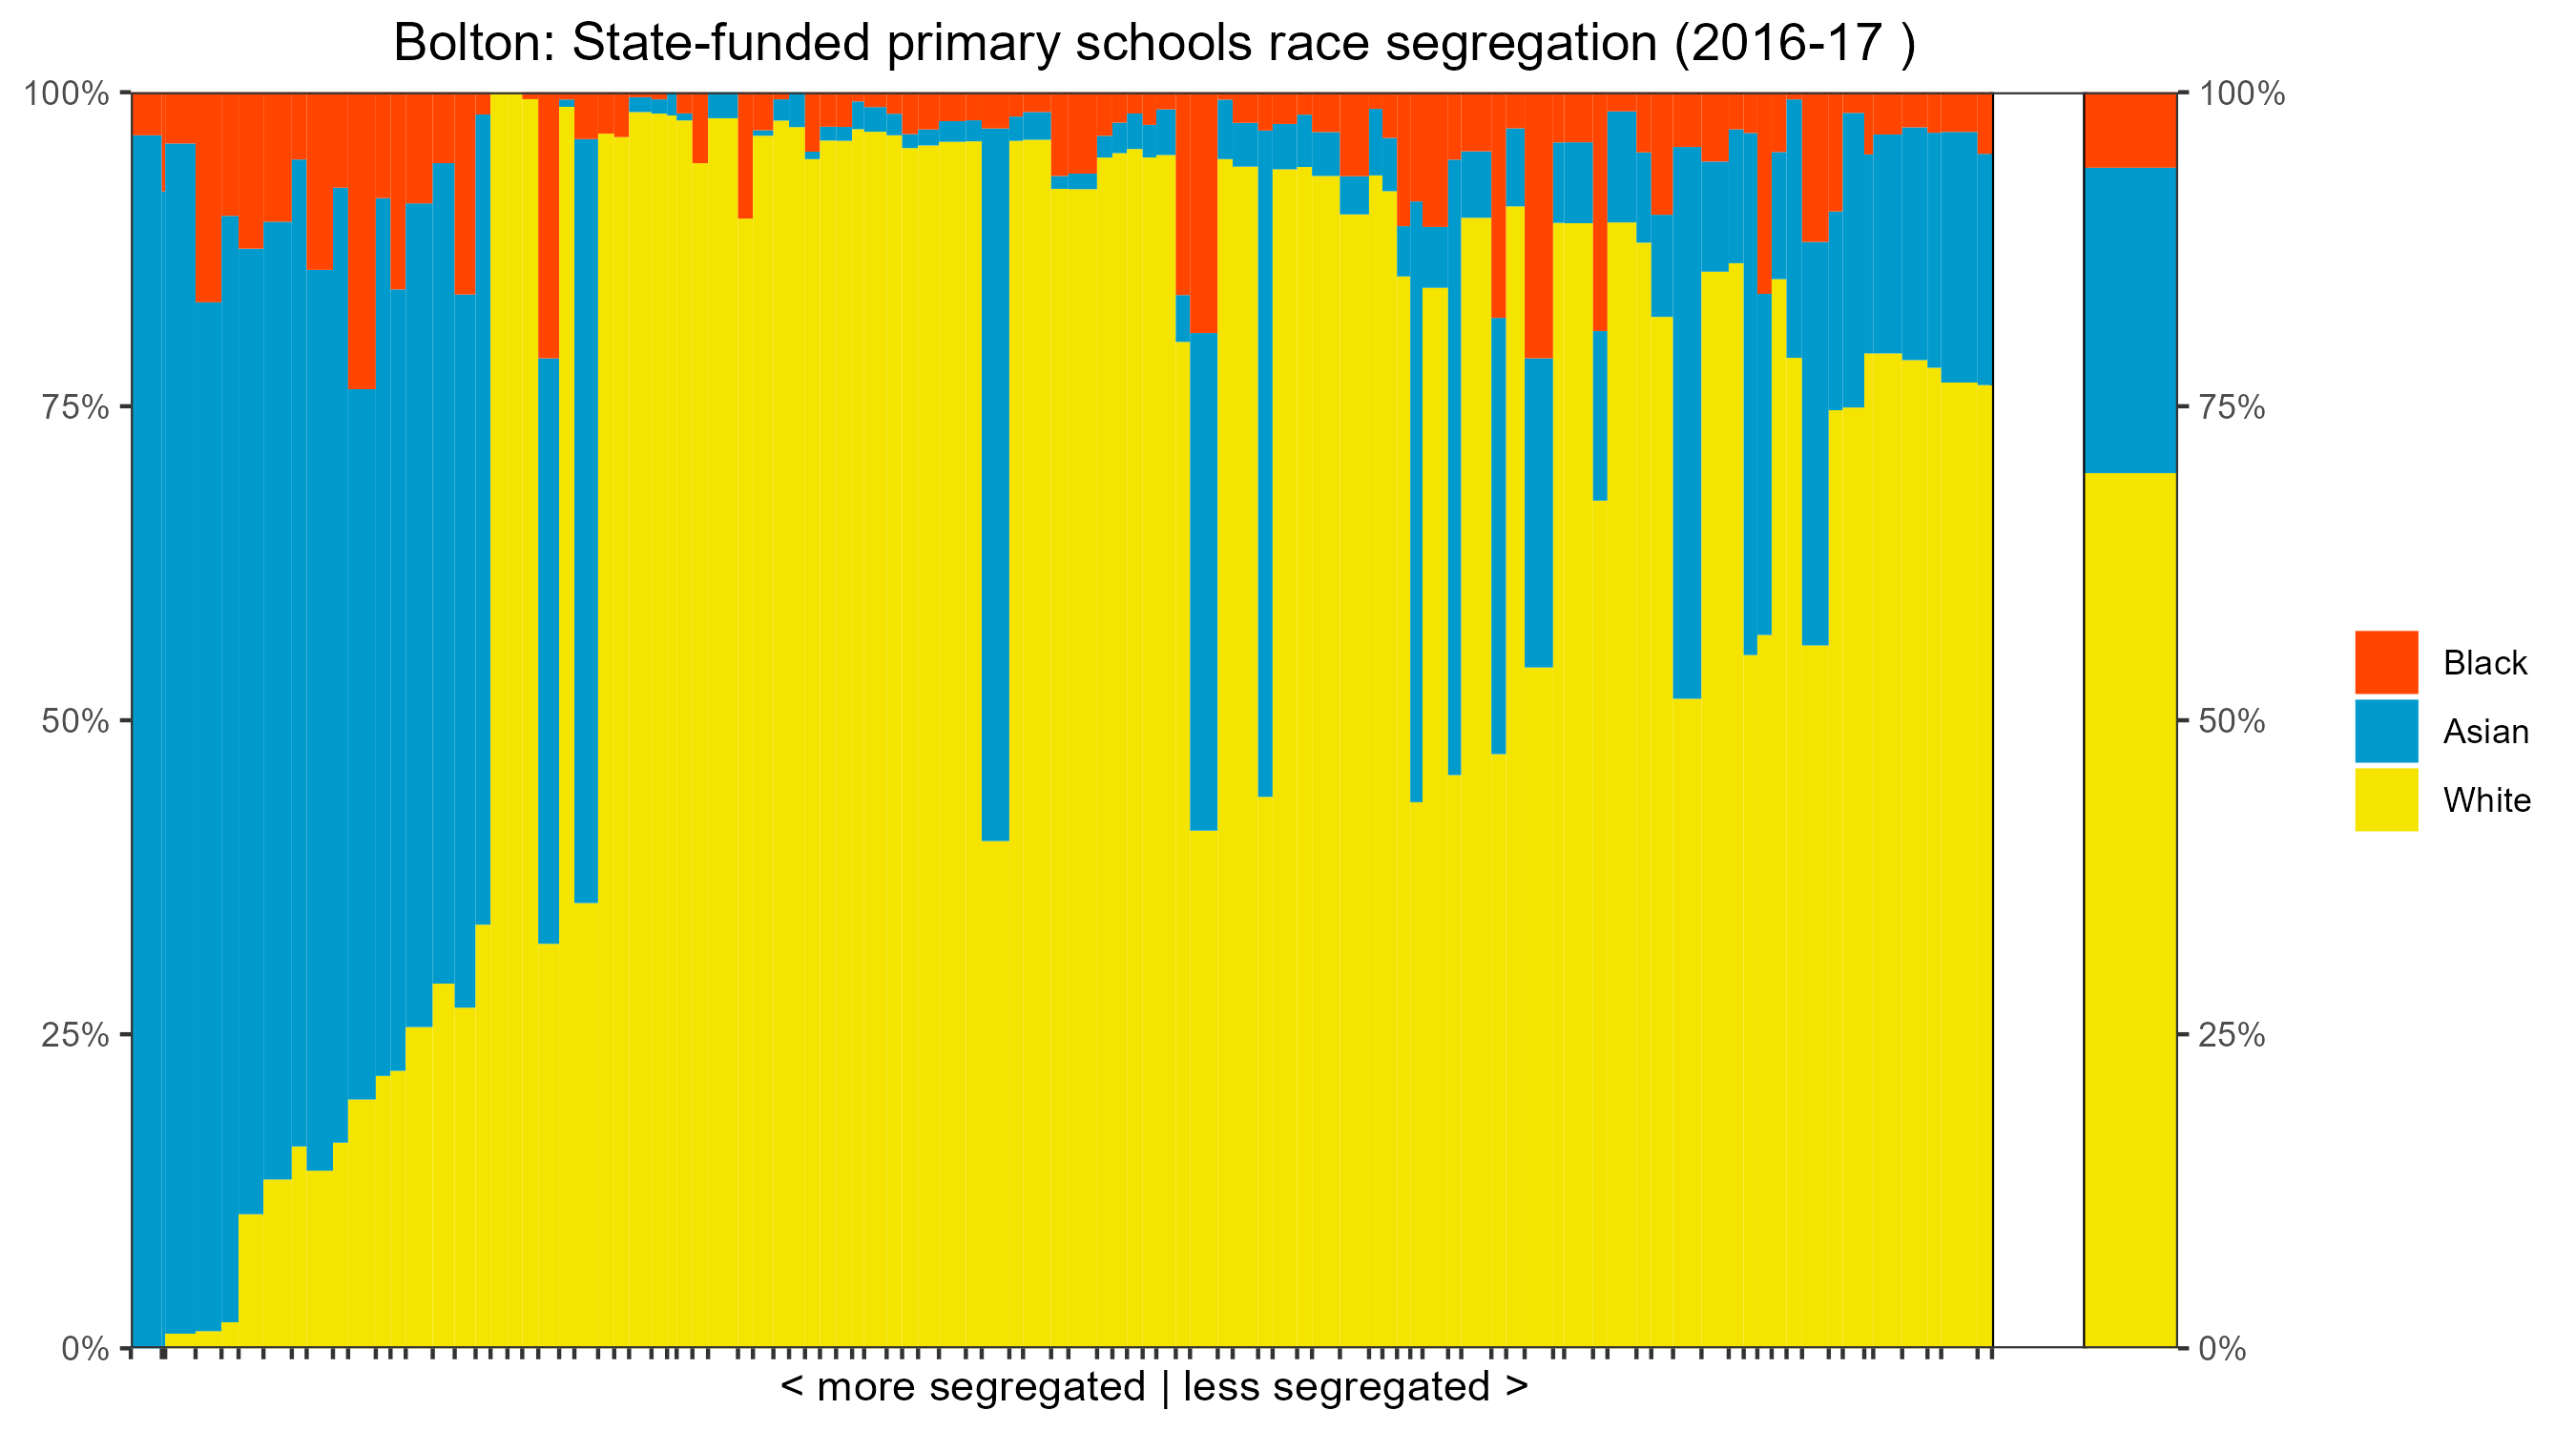 Bolton: State-funded primary schools race segregation (2016-17 )
100%
75%
50%
25%
0%
100%
75%
50%
25%
0%
Black
Asian
White
< more segregated | less segregated >